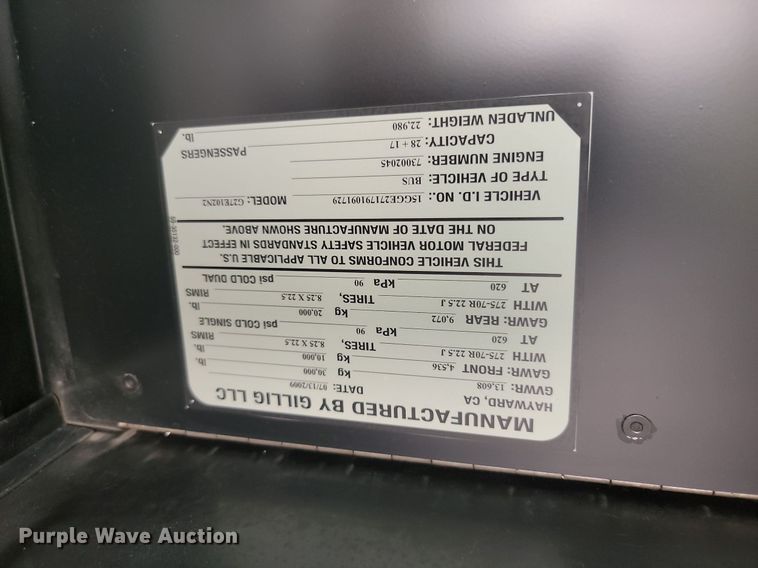 MANUFACTURED BY GILLIG LLC
HAYWARD, CA DATE: 07/13/2009
GVWR: 13,608 kg 30,000 lb.
GAWR: FRONT 4,536 kg 10,000 lb.
WITH 275-70R 22.5 J TIRES, 8.25 X 22.5 RIMS
AT 620 kPa 90 psi COLD SINGLE
GAWR: REAR 9,072 kg 20,000 lb.
WITH 275-70R 22.5 J TIRES, 8.25 X 22.5 RIMS
AT 620 kPa 90 psi COLD DUAL
THIS VEHICLE CONFORMS TO ALL APPLICABLE U.S.
FEDERAL MOTOR VEHICLE SAFETY STANDARDS IN EFFECT
ON THE DATE OF MANUFACTURE SHOWN ABOVE.
VEHICLE I.D. NO.: 15GGE271791091729 MODEL: G27E102N2
TYPE OF VEHICLE: BUS
ENGINE NUMBER: 73002045
CAPACITY: 28 + 17 PASSENGERS
UNLADEN WEIGHT: 22,980 lb.
Purple Wave Auction